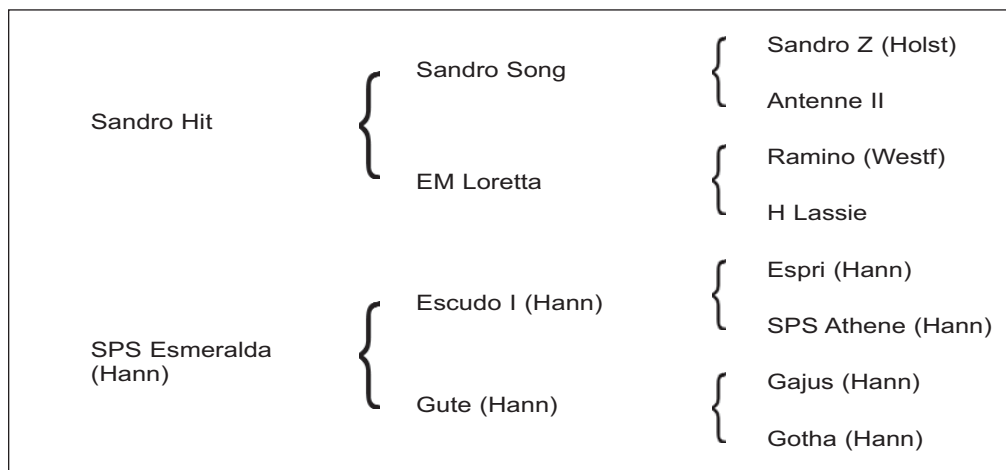 Sandro Hit
Sandro Song
Sandro Z (Holst)
Antenne II
EM Loretta
Ramino (Westf)
H Lassie
SPS Esmeralda
(Hann)
Escudo I (Hann)
Espri (Hann)
SPS Athene (Hann)
Gute (Hann)
Gajus (Hann)
Gotha (Hann)